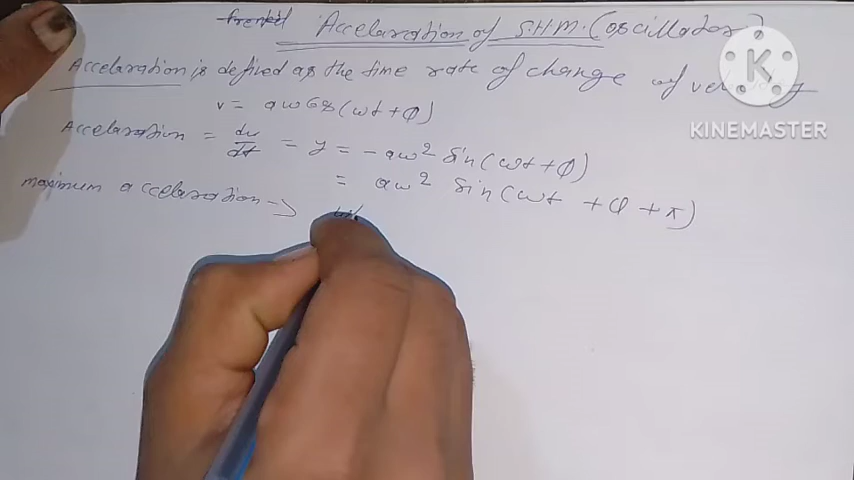 Accelaration of S.H.M. (oscillator)
Accelaration is defined as the time rate of change of
v = aω cos(ωt + φ)
Accelaration = dv/dt = y = -aω² sin(ωt + φ)
= aω² sin(ωt + φ + π)
maximum accelaration →
KINEMASTER